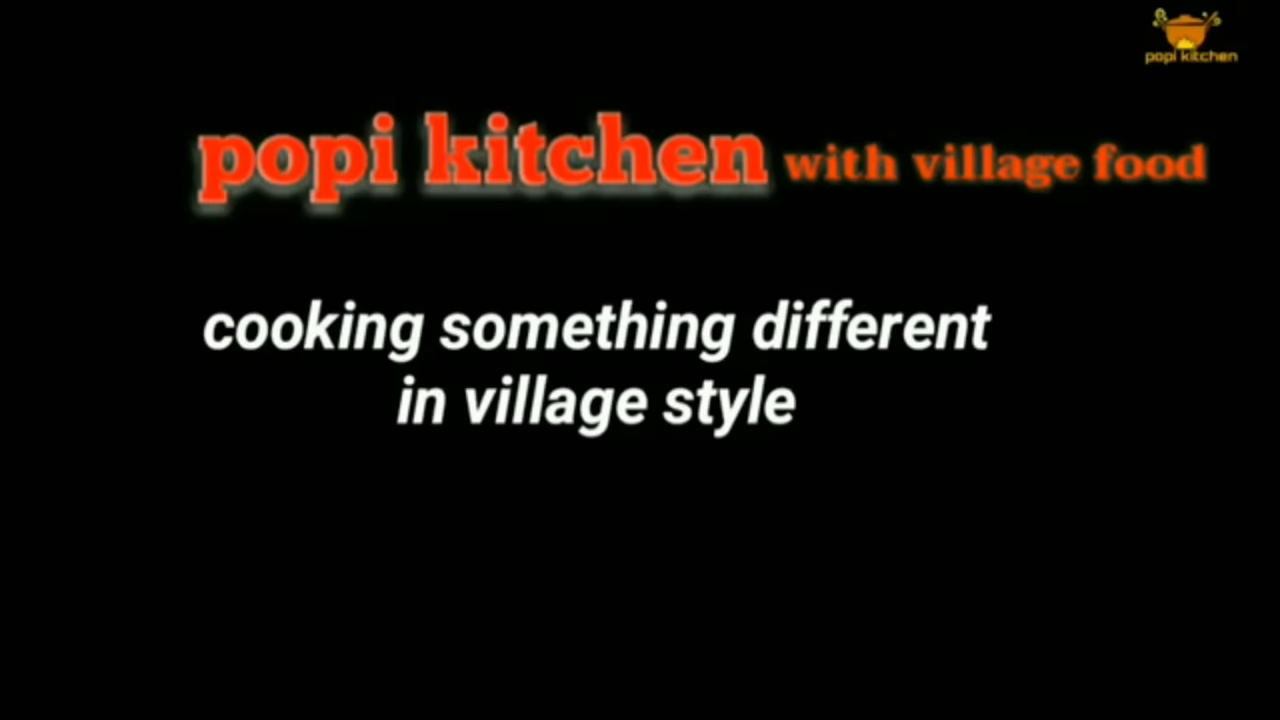 popi kitchen
popi kitchen with village food
cooking something different
in village style